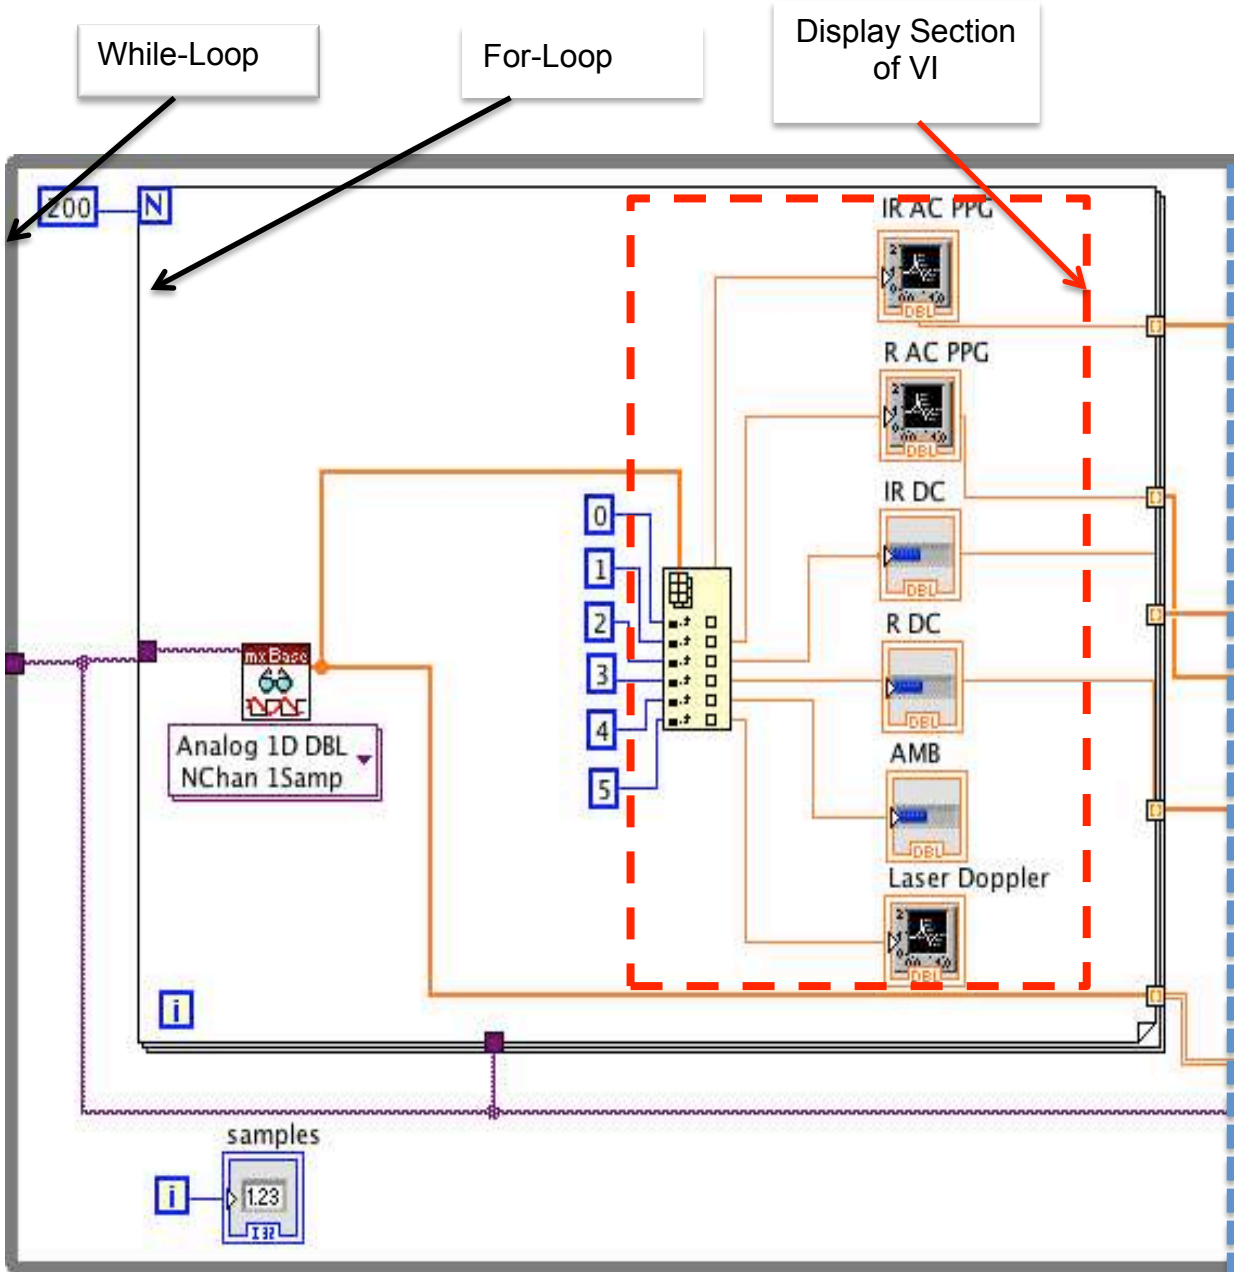 While-Loop
For-Loop
Display Section
of VI
200
N
IR AC PPG
DBL
R AC PPG
DBL
IR DC
DBL
R DC
DBL
AMB
DBL
Laser Doppler
DBL
0
1
2
3
4
5
mxBase
Analog 1D DBL
NChan 1Samp
i
samples
i
1.23
I32